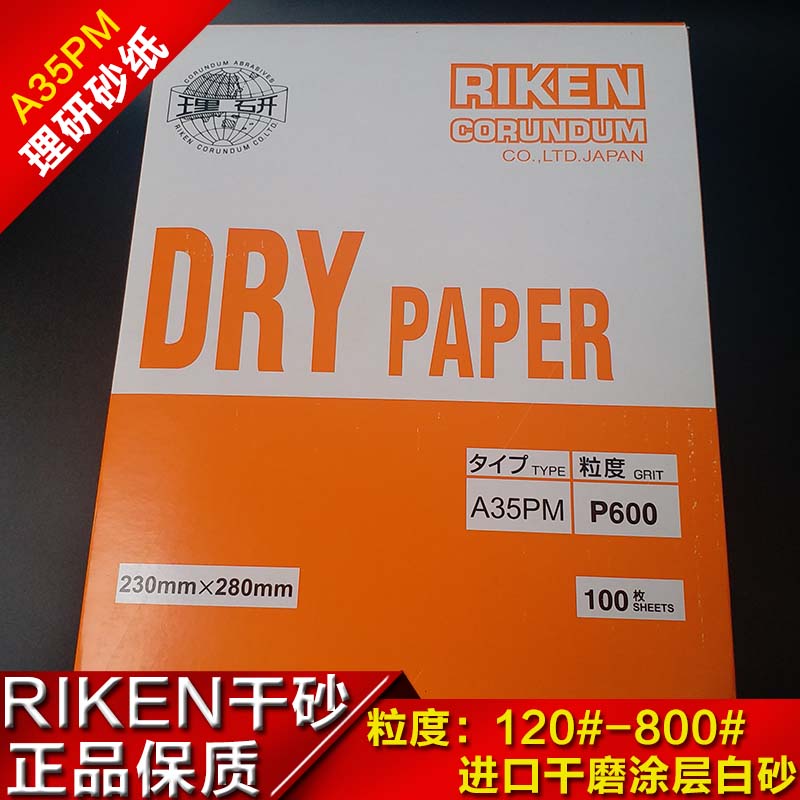 A35PM
理研砂纸
CORUNDUM ABRASIVES
理研
RIKEN CORUNDUM CO.LTD.
RIKEN
CORUNDUM
CO.,LTD.JAPAN
DRY PAPER
タイプ TYPE 粒度 GRIT
A35PM P600
230mm×280mm
100枚 SHEETS
RIKEN干砂
正品保质
粒度：120#-800#
进口干磨涂层白砂